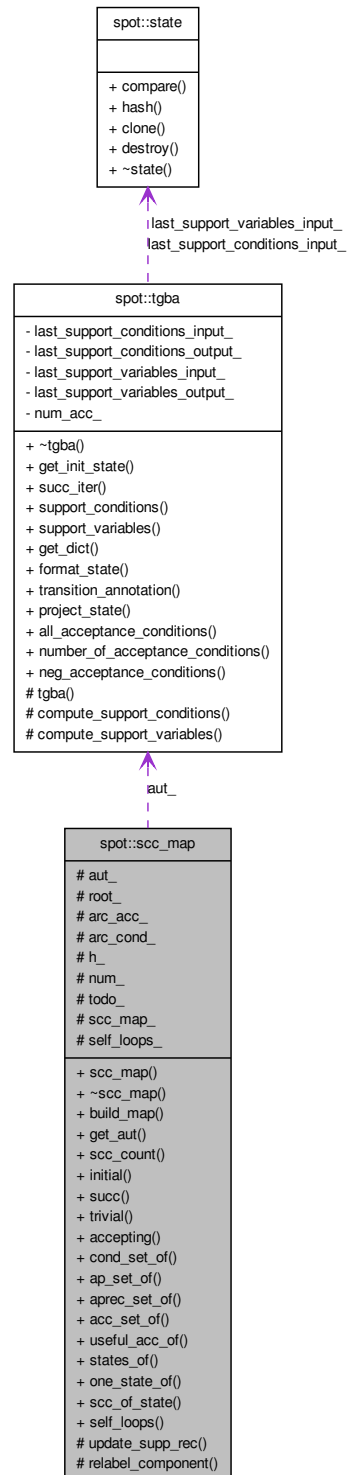 spot::state
+ compare()
+ hash()
+ clone()
+ destroy()
+ ~state()
last_support_variables_input_
last_support_conditions_input_
spot::tgba
- last_support_conditions_input_
- last_support_conditions_output_
- last_support_variables_input_
- last_support_variables_output_
- num_acc_
+ ~tgba()
+ get_init_state()
+ succ_iter()
+ support_conditions()
+ support_variables()
+ get_dict()
+ format_state()
+ transition_annotation()
+ project_state()
+ all_acceptance_conditions()
+ number_of_acceptance_conditions()
+ neg_acceptance_conditions()
# tgba()
# compute_support_conditions()
# compute_support_variables()
aut_
spot::scc_map
# aut_
# root_
# arc_acc_
# arc_cond_
# h_
# num_
# todo_
# scc_map_
# self_loops_
+ scc_map()
+ ~scc_map()
+ build_map()
+ get_aut()
+ scc_count()
+ initial()
+ succ()
+ trivial()
+ accepting()
+ cond_set_of()
+ ap_set_of()
+ aprec_set_of()
+ acc_set_of()
+ useful_acc_of()
+ states_of()
+ one_state_of()
+ scc_of_state()
+ self_loops()
# update_supp_rec()
# relabel_component()